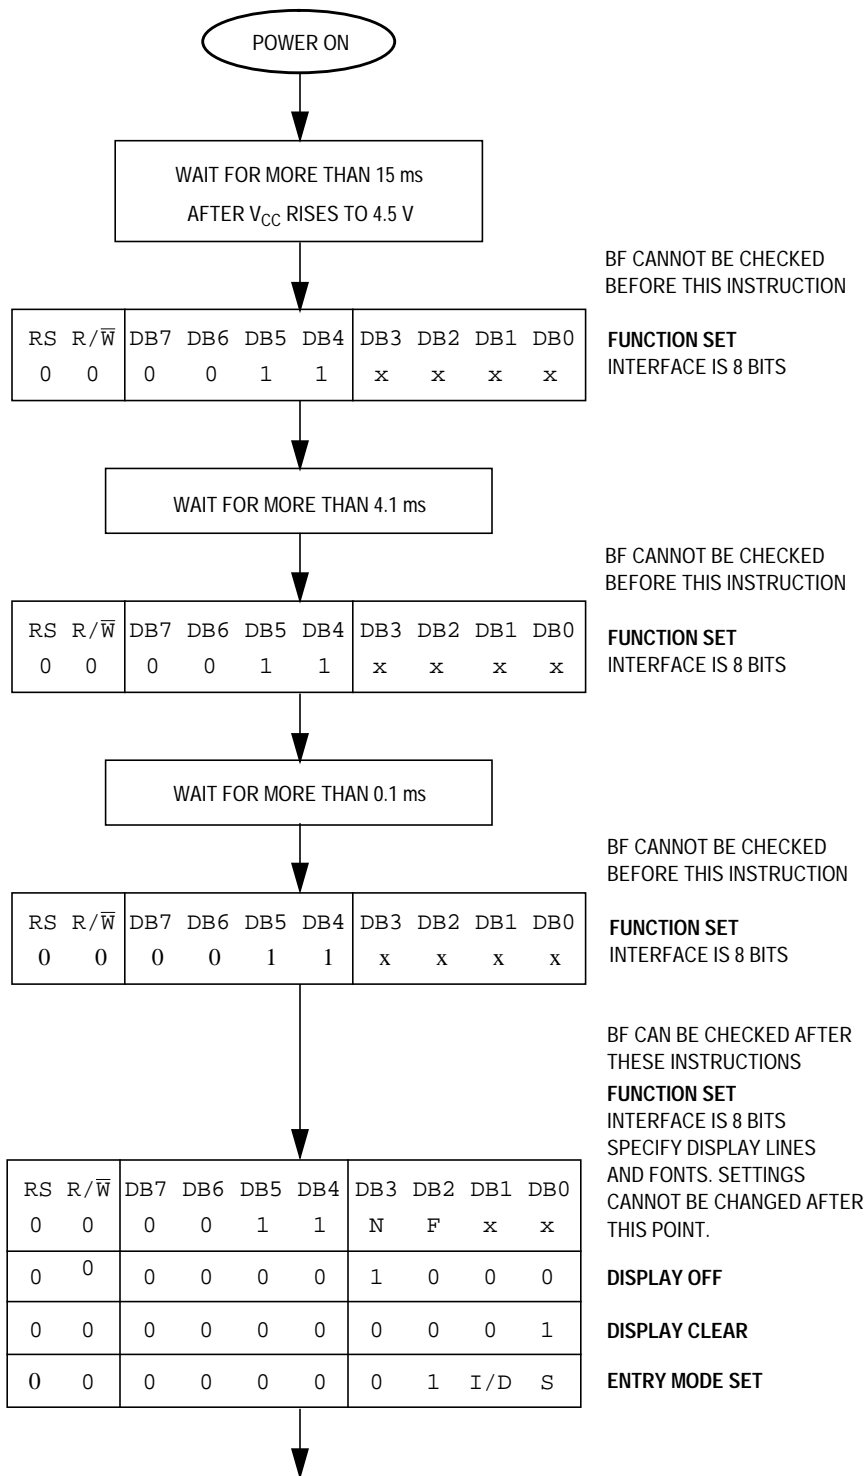 POWER ON
WAIT FOR MORE THAN 15 ms
AFTER VCC RISES TO 4.5 V
BF CANNOT BE CHECKED
BEFORE THIS INSTRUCTION
RS R/W̅ DB7 DB6 DB5 DB4 DB3 DB2 DB1 DB0
0 0 0 0 1 1 x x x x
FUNCTION SET
INTERFACE IS 8 BITS
WAIT FOR MORE THAN 4.1 ms
BF CANNOT BE CHECKED
BEFORE THIS INSTRUCTION
RS R/W̅ DB7 DB6 DB5 DB4 DB3 DB2 DB1 DB0
0 0 0 0 1 1 x x x x
FUNCTION SET
INTERFACE IS 8 BITS
WAIT FOR MORE THAN 0.1 ms
BF CANNOT BE CHECKED
BEFORE THIS INSTRUCTION
RS R/W̅ DB7 DB6 DB5 DB4 DB3 DB2 DB1 DB0
0 0 0 0 1 1 x x x x
FUNCTION SET
INTERFACE IS 8 BITS
BF CAN BE CHECKED AFTER
THESE INSTRUCTIONS
FUNCTION SET
INTERFACE IS 8 BITS
SPECIFY DISPLAY LINES
AND FONTS. SETTINGS
CANNOT BE CHANGED AFTER
THIS POINT.
RS R/W̅ DB7 DB6 DB5 DB4 DB3 DB2 DB1 DB0
0 0 0 0 1 1 N F x x
0 0 0 0 0 0 1 0 0 0
DISPLAY OFF
0 0 0 0 0 0 0 0 0 1
DISPLAY CLEAR
0 0 0 0 0 0 0 1 I/D S
ENTRY MODE SET